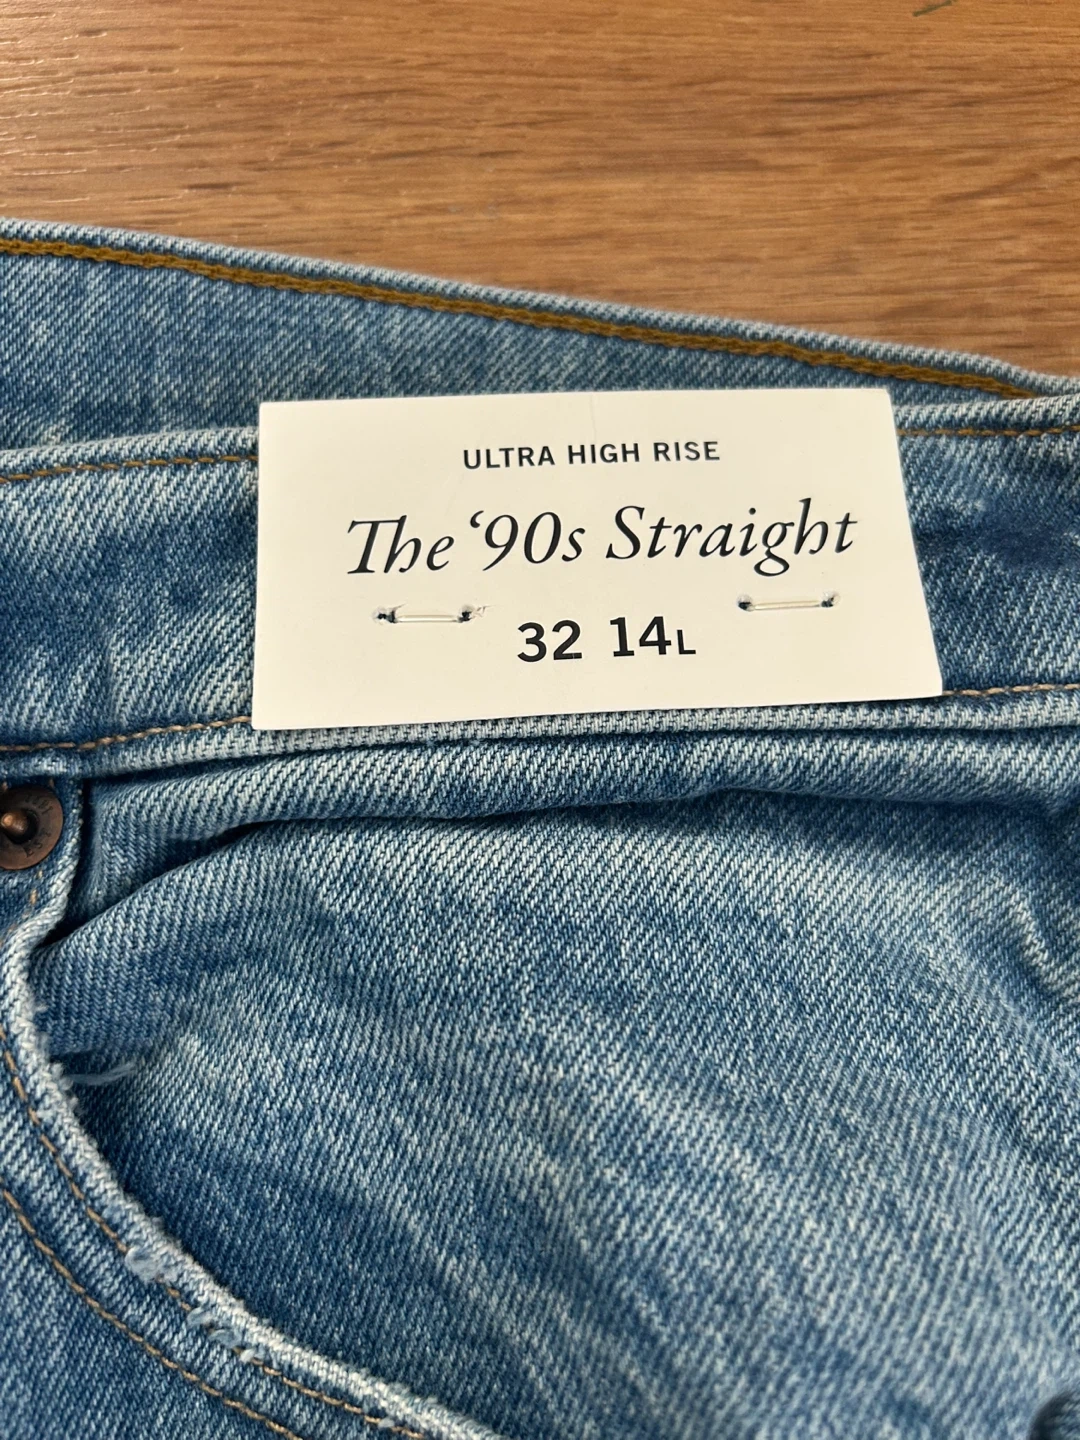 ULTRA HIGH RISE
The ‘90s Straight
32 14L